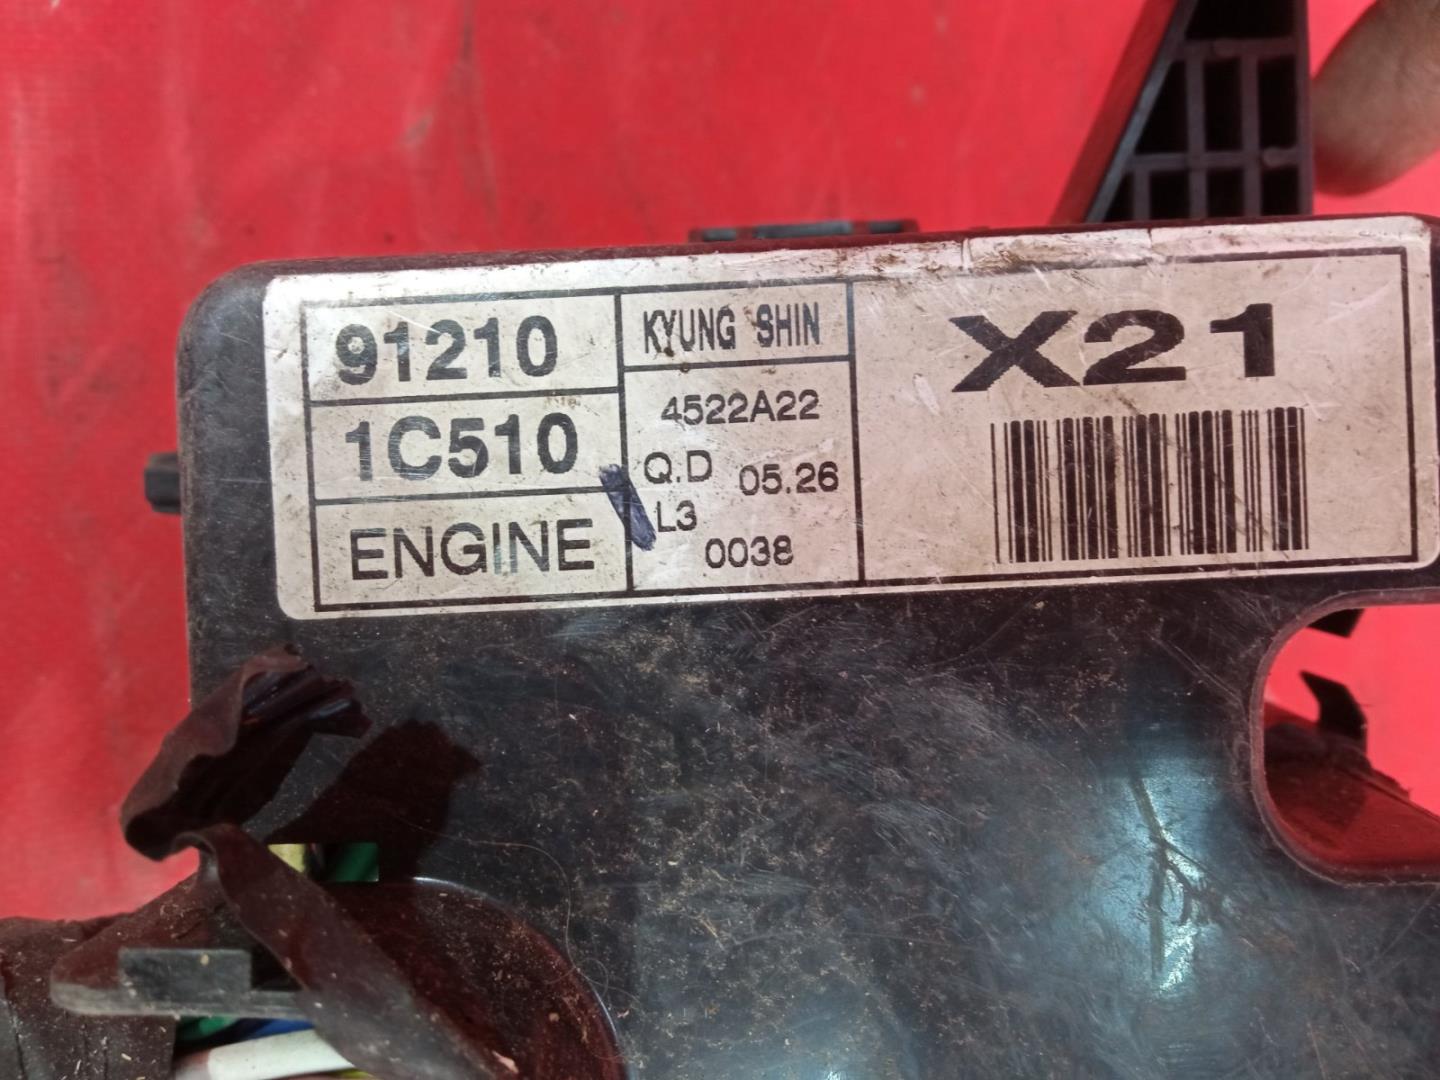 91210
1C510
ENGINE
KYUNG SHIN
4522A22
Q.D 05.26
L3
0038
X21